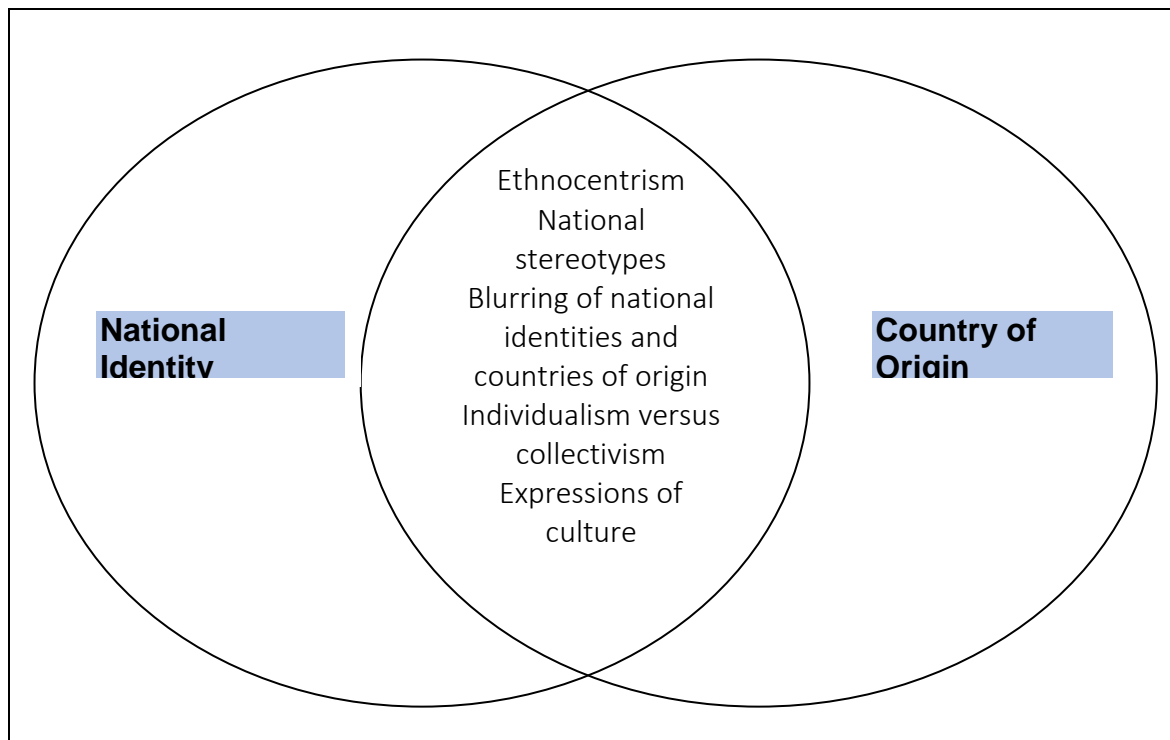 Ethnocentrism
National
stereotypes
Blurring of national
identities and
countries of origin
Individualism versus
collectivism
Expressions of
culture
National
Identity
Country of
Origin